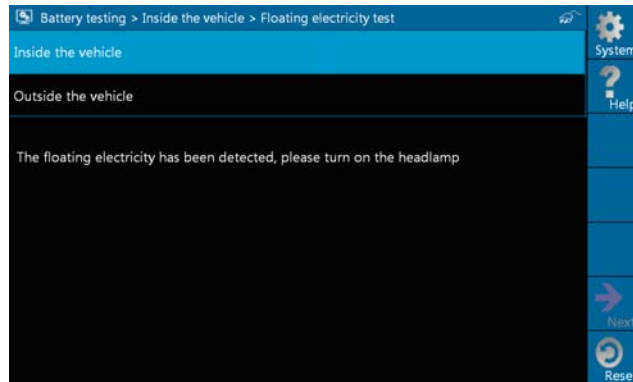 Battery testing > Inside the vehicle > Floating electricity test
System
Inside the vehicle
Help
Outside the vehicle
The floating electricity has been detected, please turn on the headlamp
Next
Rese